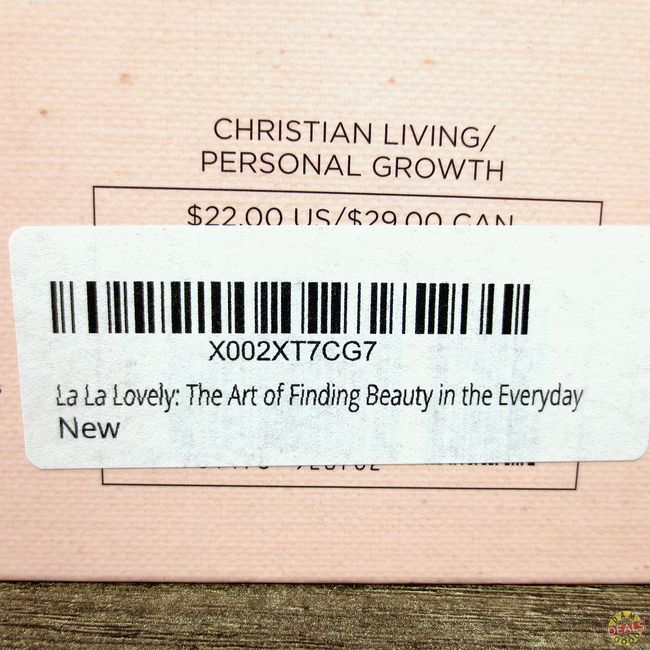 CHRISTIAN LIVING/
PERSONAL GROWTH
$22.00 US/$29.00 CAN
X002XT7CG7
La La Lovely: The Art of Finding Beauty in the Everyday
New
DEALS